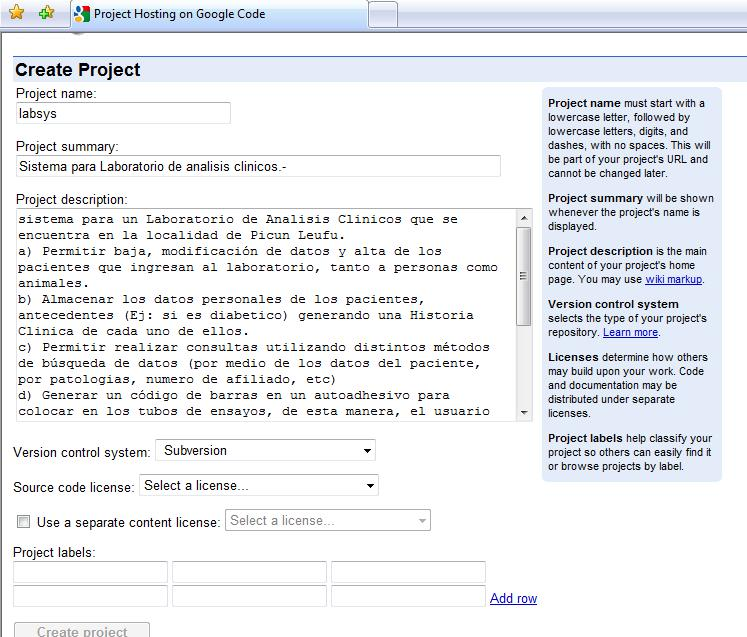 Project Hosting on Google Code
Create Project
Project name:
labsys
Project summary:
Sistema para Laboratorio de analisis clinicos.-
Project description:
sistema para un Laboratorio de Analisis Clinicos que se
encuentra en la localidad de Picun Leufu.
a) Permitir baja, modificación de datos y alta de los
pacientes que ingresan al laboratorio, tanto a personas como
animales.
b) Almacenar los datos personales de los pacientes,
antecedentes (Ej: si es diabetico) generando una Historia
Clinica de cada uno de ellos.
c) Permitir realizar consultas utilizando distintos métodos
de búsqueda de datos (por medio de los datos del paciente,
por patologias, numero de afiliado, etc)
d) Generar un código de barras en un autoadhesivo para
colocar en los tubos de ensayos, de esta manera, el usuario
Version control system: Subversion
Source code license: Select a license...
Use a separate content license: Select a license...
Project labels:
Add row
Create project
Project name must start with a
lowercase letter, followed by
lowercase letters, digits, and
dashes, with no spaces. This will
be part of your project's URL and
cannot be changed later.
Project summary will be shown
whenever the project's name is
displayed.
Project description is the main
content of your project's home
page. You may use wiki markup.
Version control system
selects the type of your project's
repository. Learn more.
Licenses determine how others
may build upon your work. Code
and documentation may be
distributed under separate
licenses.
Project labels help classify your
project so others can easily find it
or browse projects by label.